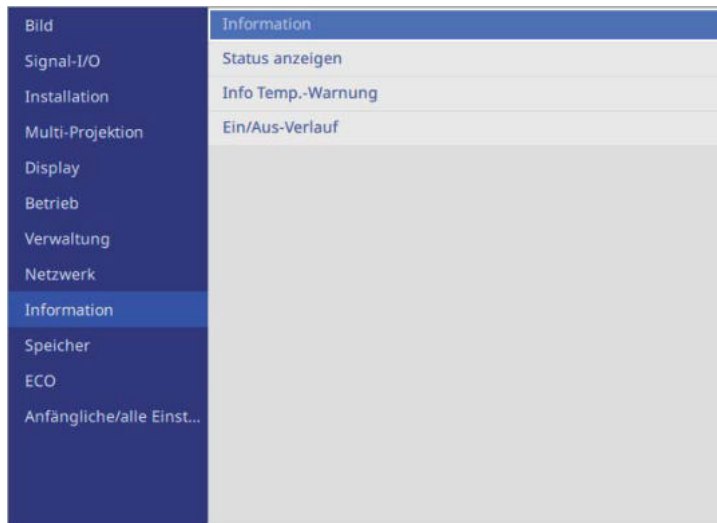 Bild
Signal-I/O
Installation
Multi-Projektion
Display
Betrieb
Verwaltung
Netzwerk
Information
Speicher
ECO
Anfängliche/alle Einst...
Information
Status anzeigen
Info Temp.-Warnung
Ein/Aus-Verlauf